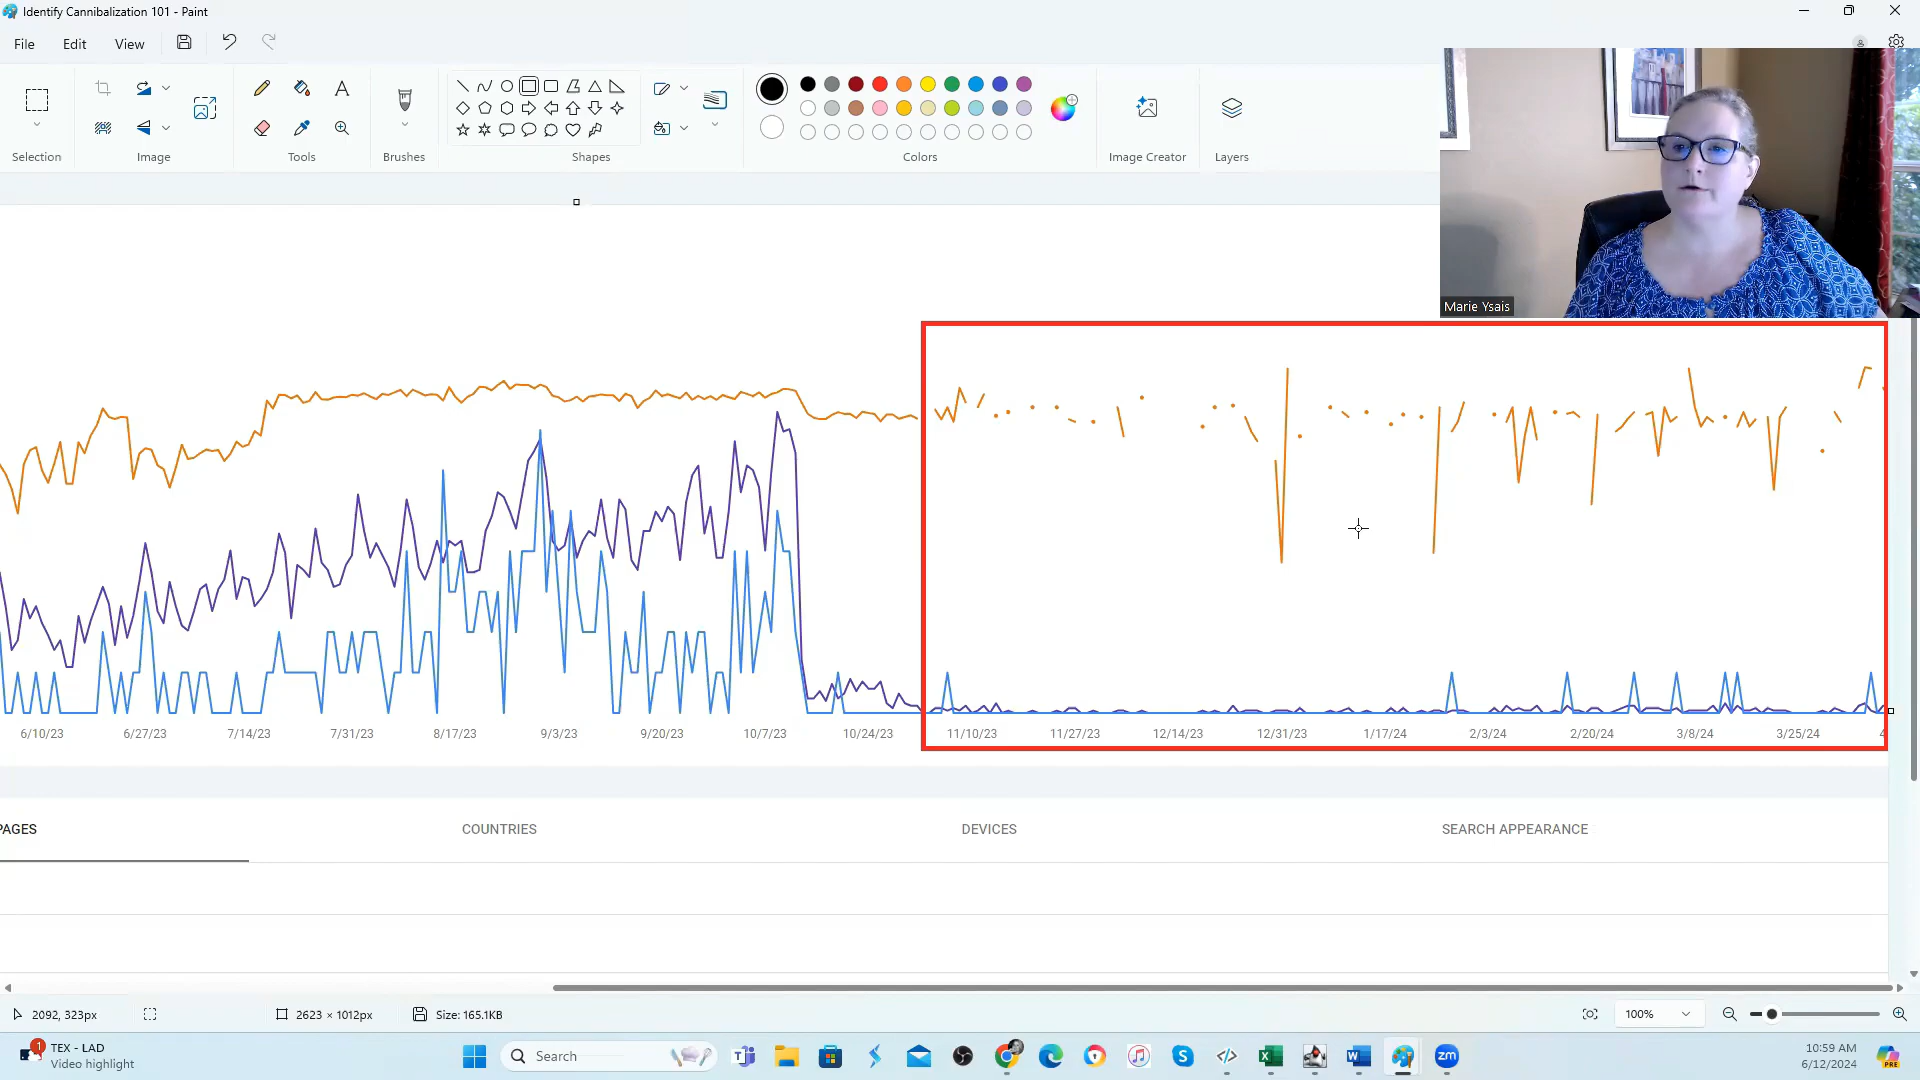 Identify Cannibalization 101 - Paint
File Edit View
Selection Image Tools Brushes Shapes Colors Image Creator Layers
Marie Ysais
6/10/23 6/27/23 7/14/23 7/31/23 8/17/23 9/3/23 9/20/23 10/7/23 10/24/23 11/10/23 11/27/23 12/14/23 12/31/23 1/17/24 2/3/24 2/20/24 3/8/24 3/25/24 4
PAGES COUNTRIES DEVICES SEARCH APPEARANCE
2092, 323px 2623 × 1012px Size: 165.1KB 100%
1 TEX - LAD
Video highlight
Search
zm
PRE
10:59 AM
6/12/2024